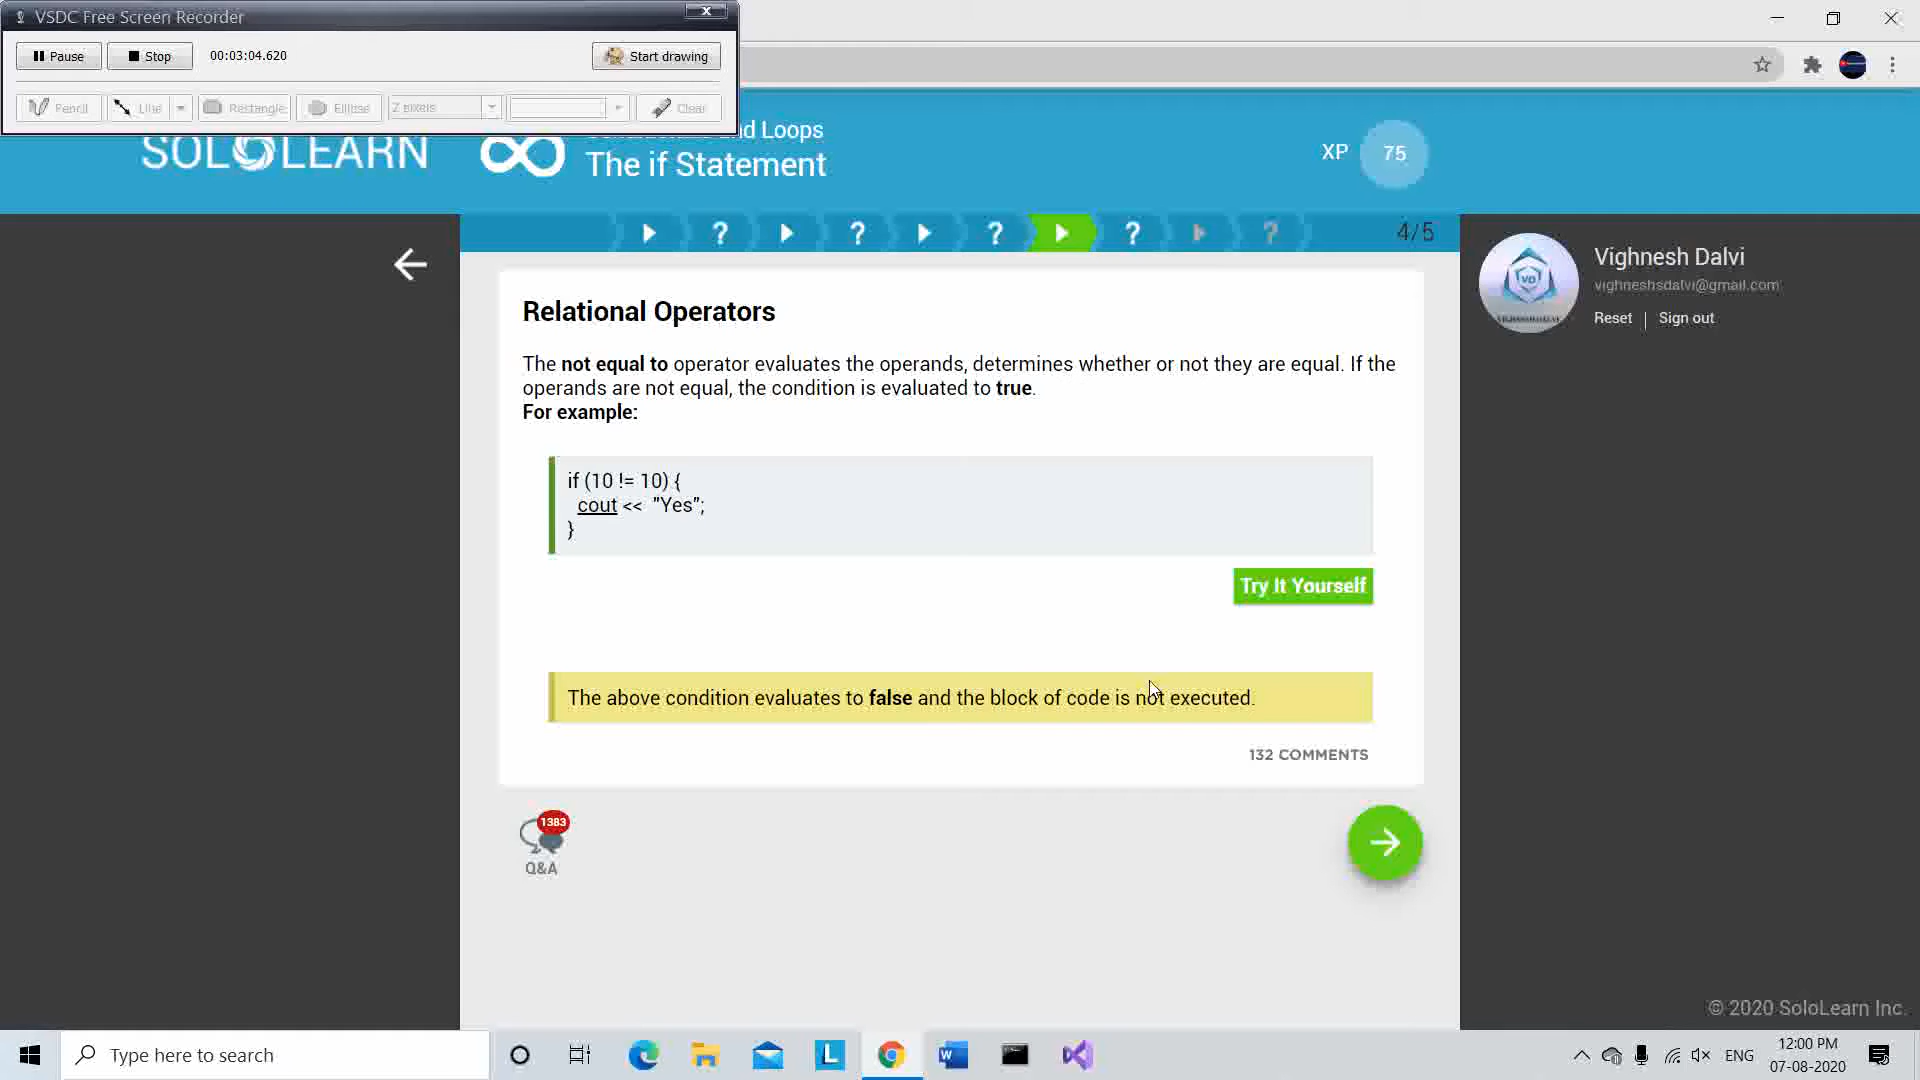 VSDC Free Screen Recorder
Pause
Stop
00:03:04.620
Start drawing
Pencil
Line
Rectangle
Ellipse
2 pixels
Clear
SOLOLEARN
nd Loops
The if Statement
XP
75
4/5
Vighnesh Dalvi
vighneshsdalvi@gmail.com
Reset | Sign out
Relational Operators
The not equal to operator evaluates the operands, determines whether or not they are equal. If the
operands are not equal, the condition is evaluated to true.
For example:
if (10 != 10) {
cout << "Yes";
}
Try It Yourself
The above condition evaluates to false and the block of code is not executed.
132 COMMENTS
1383
Q&A
© 2020 SoloLearn Inc.
Type here to search
ENG
12:00 PM
07-08-2020